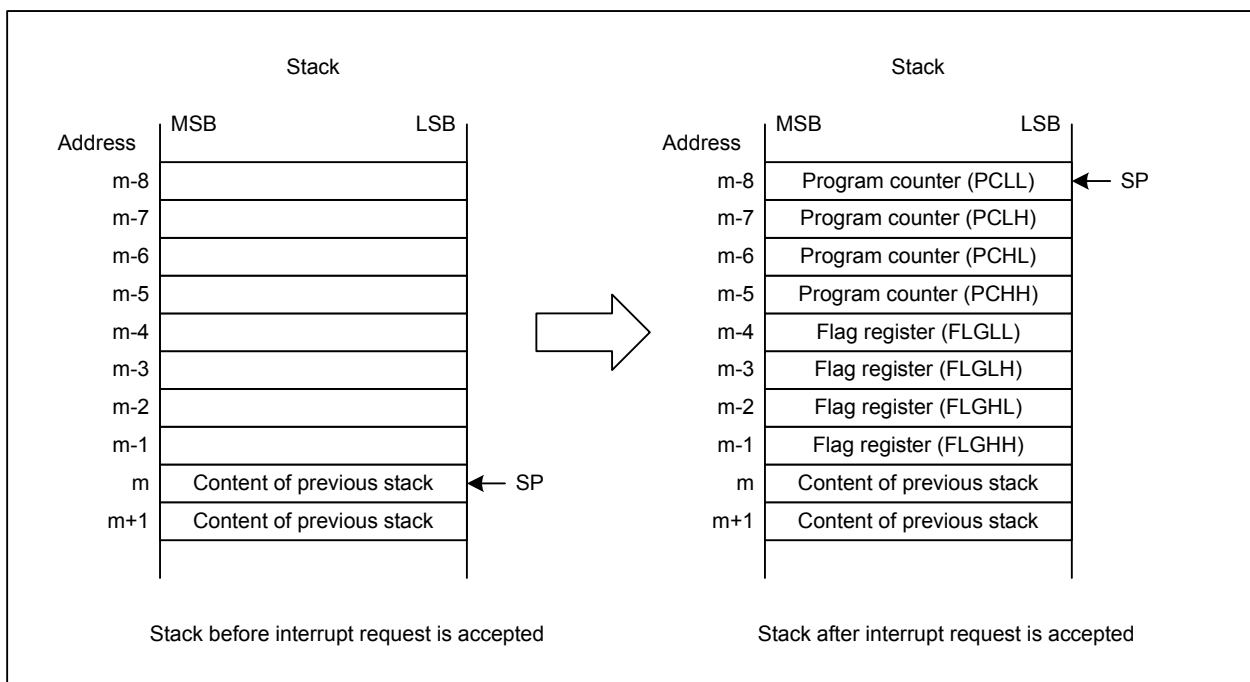 Stack
MSB LSB
Address
m-8
m-7
m-6
m-5
m-4
m-3
m-2
m-1
m Content of previous stack SP
m+1 Content of previous stack
Stack before interrupt request is accepted
Stack
MSB LSB
Address
m-8 Program counter (PCLL) SP
m-7 Program counter (PCLH)
m-6 Program counter (PCHL)
m-5 Program counter (PCHH)
m-4 Flag register (FLGLL)
m-3 Flag register (FLGLH)
m-2 Flag register (FLGHL)
m-1 Flag register (FLGHH)
m Content of previous stack
m+1 Content of previous stack
Stack after interrupt request is accepted